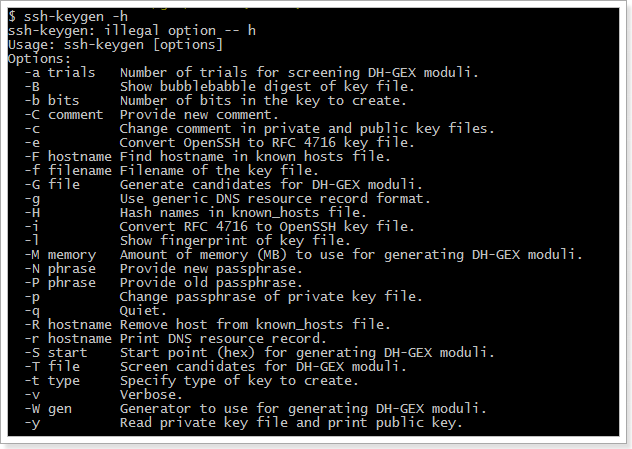 $ ssh-keygen -h
ssh-keygen: illegal option -- h
Usage: ssh-keygen [options]
Options:
  -a trials   Number of trials for screening DH-GEX moduli.
  -B          Show bubblebabble digest of key file.
  -b bits     Number of bits in the key to create.
  -C comment  Provide new comment.
  -c          Change comment in private and public key files.
  -e          Convert OpenSSH to RFC 4716 key file.
  -F hostname Find hostname in known hosts file.
  -f filename Filename of the key file.
  -G file     Generate candidates for DH-GEX moduli.
  -g          Use generic DNS resource record format.
  -H          Hash names in known_hosts file.
  -i          Convert RFC 4716 to OpenSSH key file.
  -l          Show fingerprint of key file.
  -M memory   Amount of memory (MB) to use for generating DH-GEX moduli.
  -N phrase   Provide new passphrase.
  -P phrase   Provide old passphrase.
  -p          Change passphrase of private key file.
  -q          Quiet.
  -R hostname Remove host from known_hosts file.
  -r hostname Print DNS resource record.
  -S start    Start point (hex) for generating DH-GEX moduli.
  -T file     Screen candidates for DH-GEX moduli.
  -t type     Specify type of key to create.
  -v          Verbose.
  -W gen      Generator to use for generating DH-GEX moduli.
  -y          Read private key file and print public key.